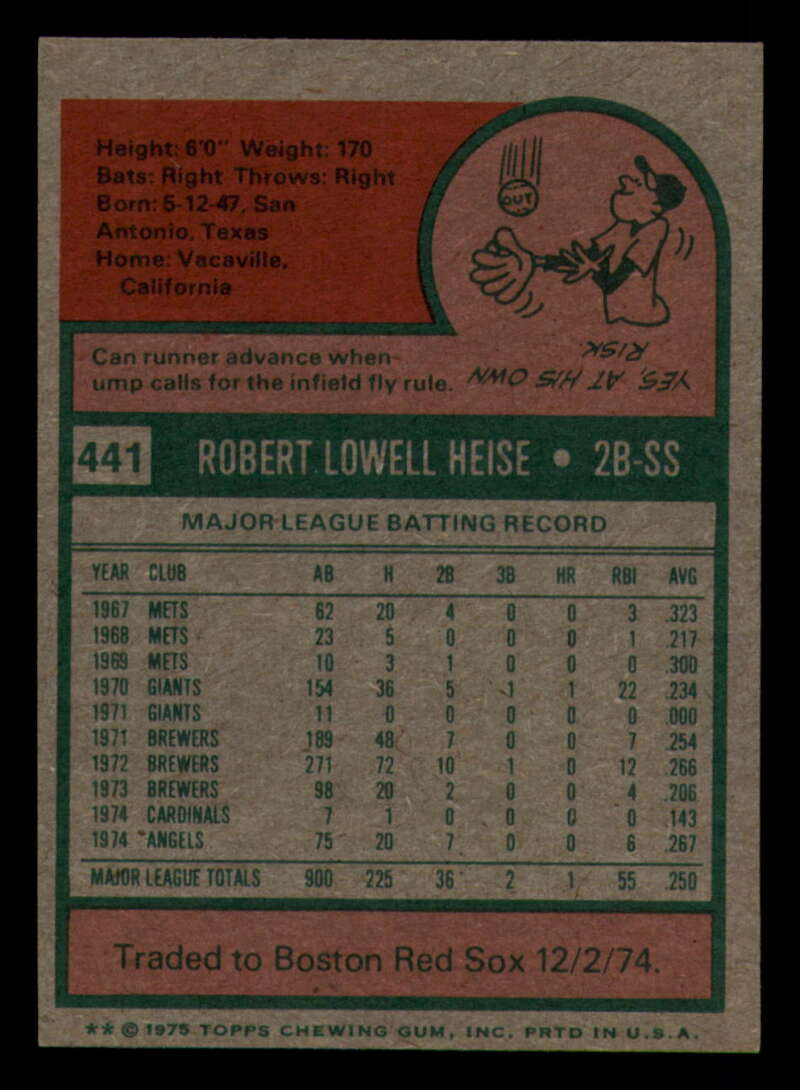 Height: 6'0" Weight: 170
Bats: Right Throws: Right
Born: 5-12-47, San
Antonio, Texas
Home: Vacaville,
California
OUT
Can runner advance when
ump calls for the infield fly rule.
YES, AT HIS OWN
RISK.
441 ROBERT LOWELL HEISE • 2B-SS
MAJOR LEAGUE BATTING RECORD
YEAR CLUB AB H 2B 3B HR RBI AVG
1967 METS 62 20 4 0 0 3 .323
1968 METS 23 5 0 0 0 1 .217
1969 METS 10 3 1 0 0 0 .300
1970 GIANTS 154 36 5 1 1 22 .234
1971 GIANTS 11 0 0 0 0 0 .000
1971 BREWERS 189 48 7 0 0 7 .254
1972 BREWERS 271 72 10 1 0 12 .266
1973 BREWERS 98 20 2 0 0 4 .206
1974 CARDINALS 7 1 0 0 0 0 .143
1974 ANGELS 75 20 7 0 0 6 .267
MAJOR LEAGUE TOTALS 900 225 36 2 1 55 .250
Traded to Boston Red Sox 12/2/74.
** © 1975 TOPPS CHEWING GUM, INC. PRTD IN U.S.A.